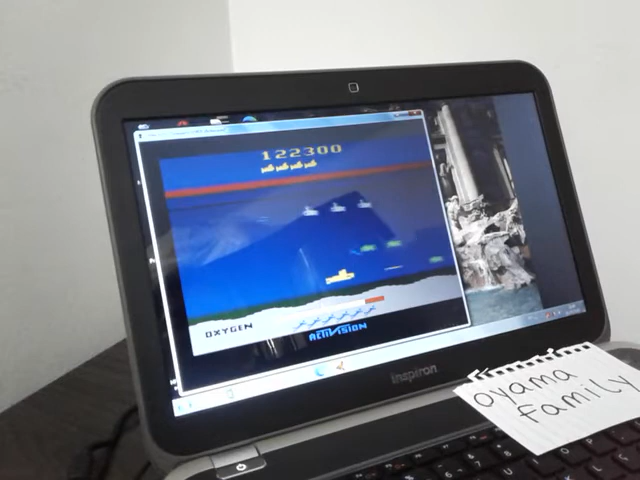 122300
OXYGEN
ACTIVISION
inspiron
oyama
family